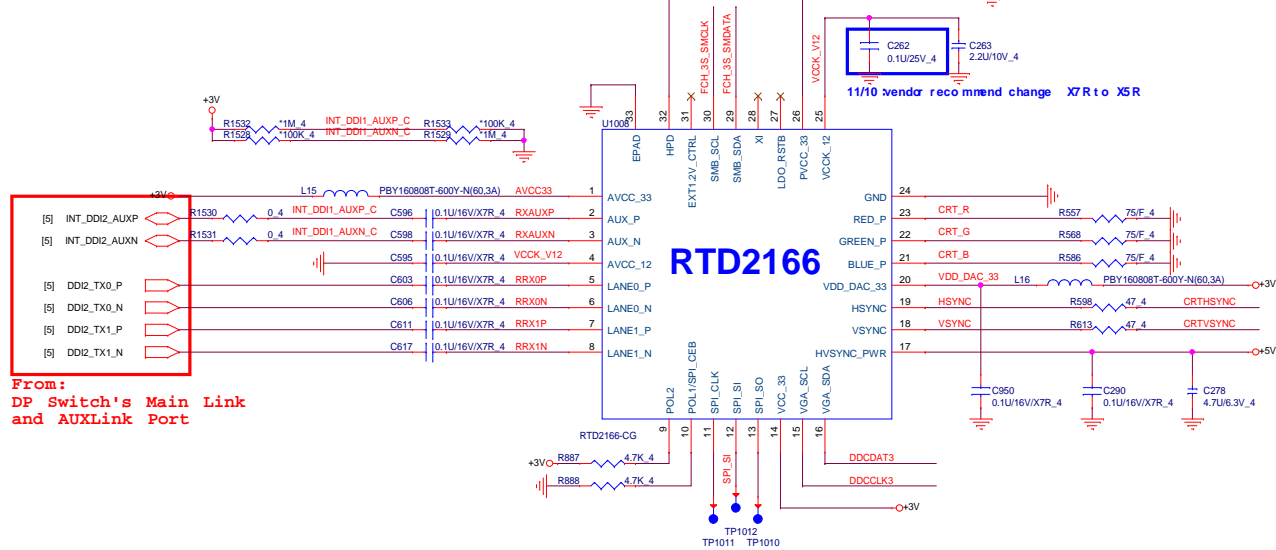 FCH_3S_SMCLK
FCH_3S_SMDATA
VCCK_V12
C262
0.1U/25V_4
C263
2.2U/10V_4
11/10 :vendor recommend change X7R to X5R
+3V
R1532 *1M_4 INT_DDI1_AUXP_C R1533 *100K_4
R1528 *100K_4 INT_DDI1_AUXN_C R1529 *1M_4
U1008
33 32 31 30 29 28 27 26 25
EPAD
HPD
EXT1.2V_CTRL
SMB_SCL
SMB_SDA
XI
LDO_RSTB
PVCC_33
VCCK_12
+3V L15 PBY160808T-600Y-N(60,3A) AVCC33 1 AVCC_33
[5] INT_DDI2_AUXP R1530 0_4 INT_DDI1_AUXP_C C596 0.1U/16V/X7R_4 RXAUXP 2 AUX_P
[5] INT_DDI2_AUXN R1531 0_4 INT_DDI1_AUXN_C C598 0.1U/16V/X7R_4 RXAUXN 3 AUX_N
C595 0.1U/16V/X7R_4 VCCK_V12 4 AVCC_12
[5] DDI2_TX0_P C603 0.1U/16V/X7R_4 RRX0P 5 LANE0_P
[5] DDI2_TX0_N C606 0.1U/16V/X7R_4 RRX0N 6 LANE0_N
[5] DDI2_TX1_P C611 0.1U/16V/X7R_4 RRX1P 7 LANE1_P
[5] DDI2_TX1_N C617 0.1U/16V/X7R_4 RRX1N 8 LANE1_N
From:
DP Switch's Main Link
and AUXLink Port
RTD2166
GND 24
RED_P 23 CRT_R R557 75/F_4
GREEN_P 22 CRT_G R568 75/F_4
BLUE_P 21 CRT_B R586 75/F_4
VDD_DAC_33 20 VDD_DAC_33 L16 PBY160808T-600Y-N(60,3A) +3V
HSYNC 19 HSYNC R598 47_4 CRTHSYNC
VSYNC 18 VSYNC R613 47_4 CRTVSYNC
HVSYNC_PWR 17 +5V
C950
0.1U/16V/X7R_4
C290
0.1U/16V/X7R_4
C278
4.7U/6.3V_4
POL2
POL1/SPI_CEB
SPI_CLK
SPI_SI
SPI_SO
VCC_33
VGA_SCL
VGA_SDA
9 10 11 12 13 14 15 16
RTD2166-CG
+3V R887 4.7K_4
R888 4.7K_4
SPI_SI
DDCDAT3
DDCCLK3
+3V
TP1012
TP1011 TP1010